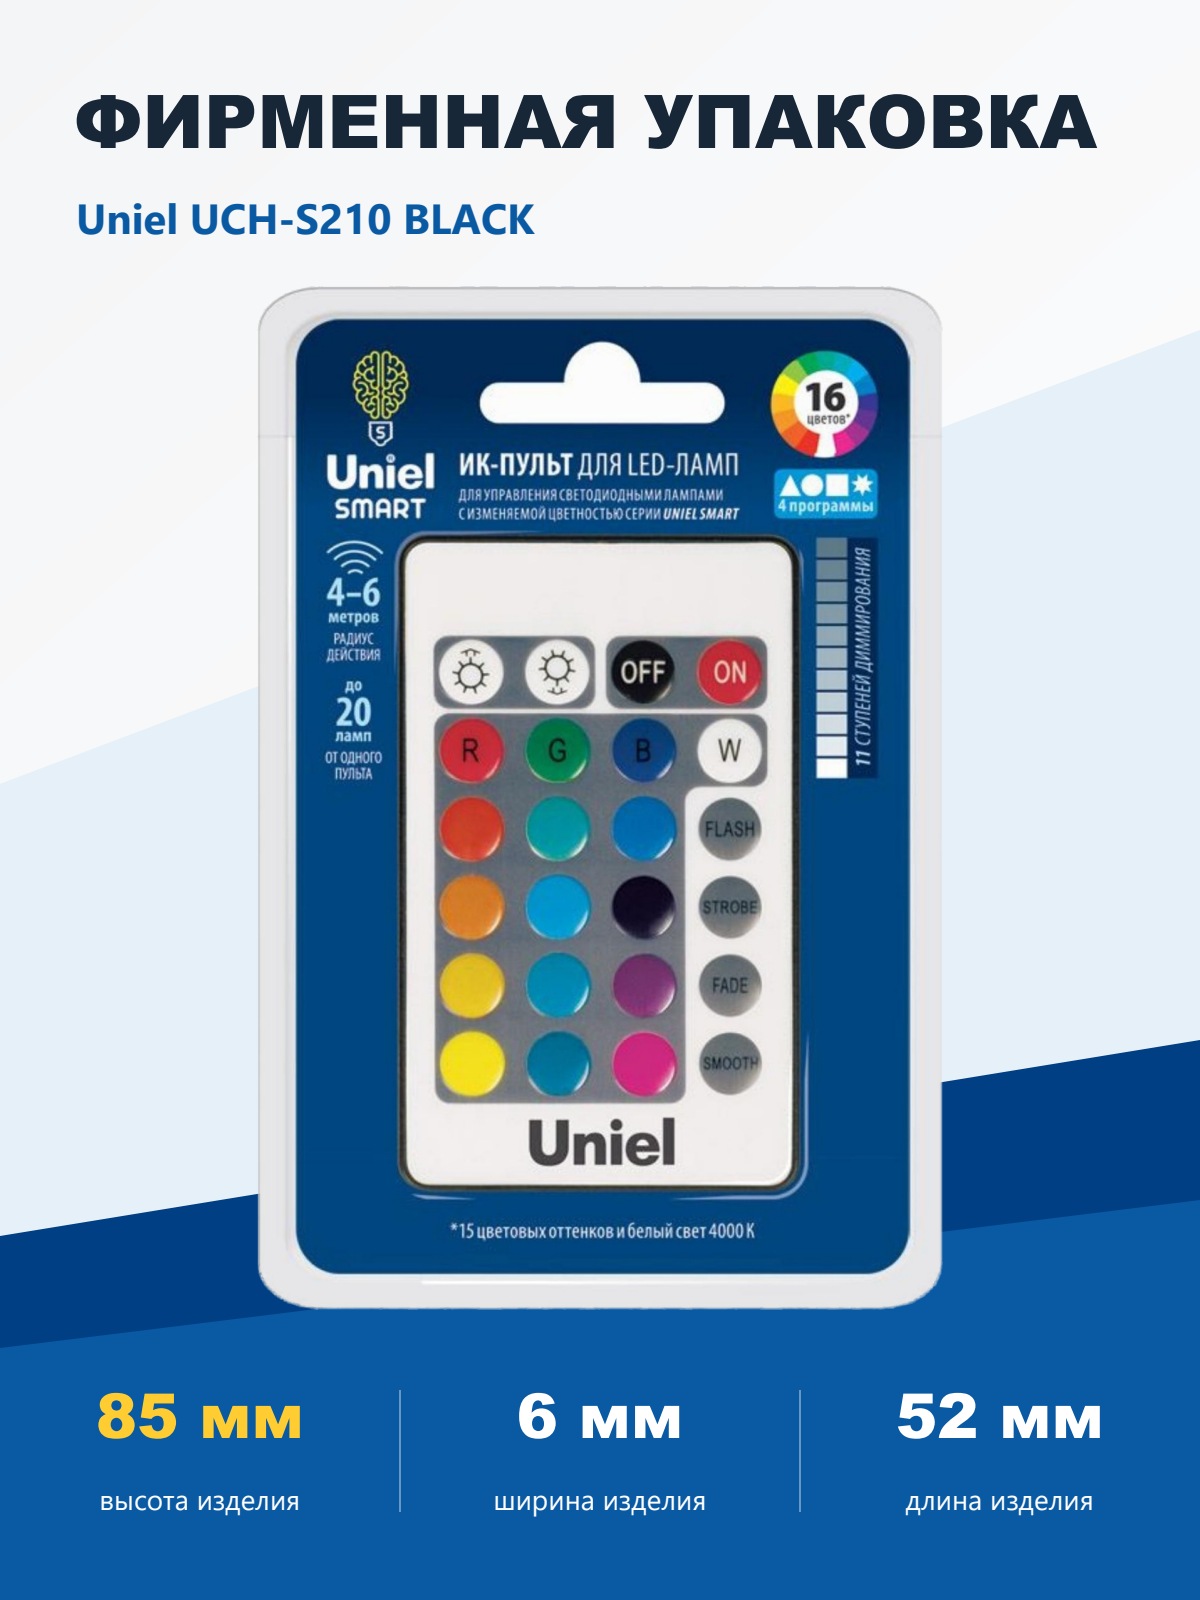 ФИРМЕННАЯ УПАКОВКА
Uniel UCH-S210 BLACK
S
Uniel
SMART
ИК-ПУЛЬТ ДЛЯ LED-ЛАМП
ДЛЯ УПРАВЛЕНИЯ СВЕТОДИОДНЫМИ ЛАМПАМИ
С ИЗМЕНЯЕМОЙ ЦВЕТНОСТЬЮ СЕРИИ UNIEL SMART
16
цветов*
4 программы
4–6
метров
РАДИУС
ДЕЙСТВИЯ
до
20
ламп
ОТ ОДНОГО
ПУЛЬТА
11 СТУПЕНЕЙ ДИММИРОВАНИЯ
OFF ON
R G B W
FLASH
STROBE
FADE
SMOOTH
Uniel
*15 цветовых оттенков и белый свет 4000 К
85 мм
высота изделия
6 мм
ширина изделия
52 мм
длина изделия